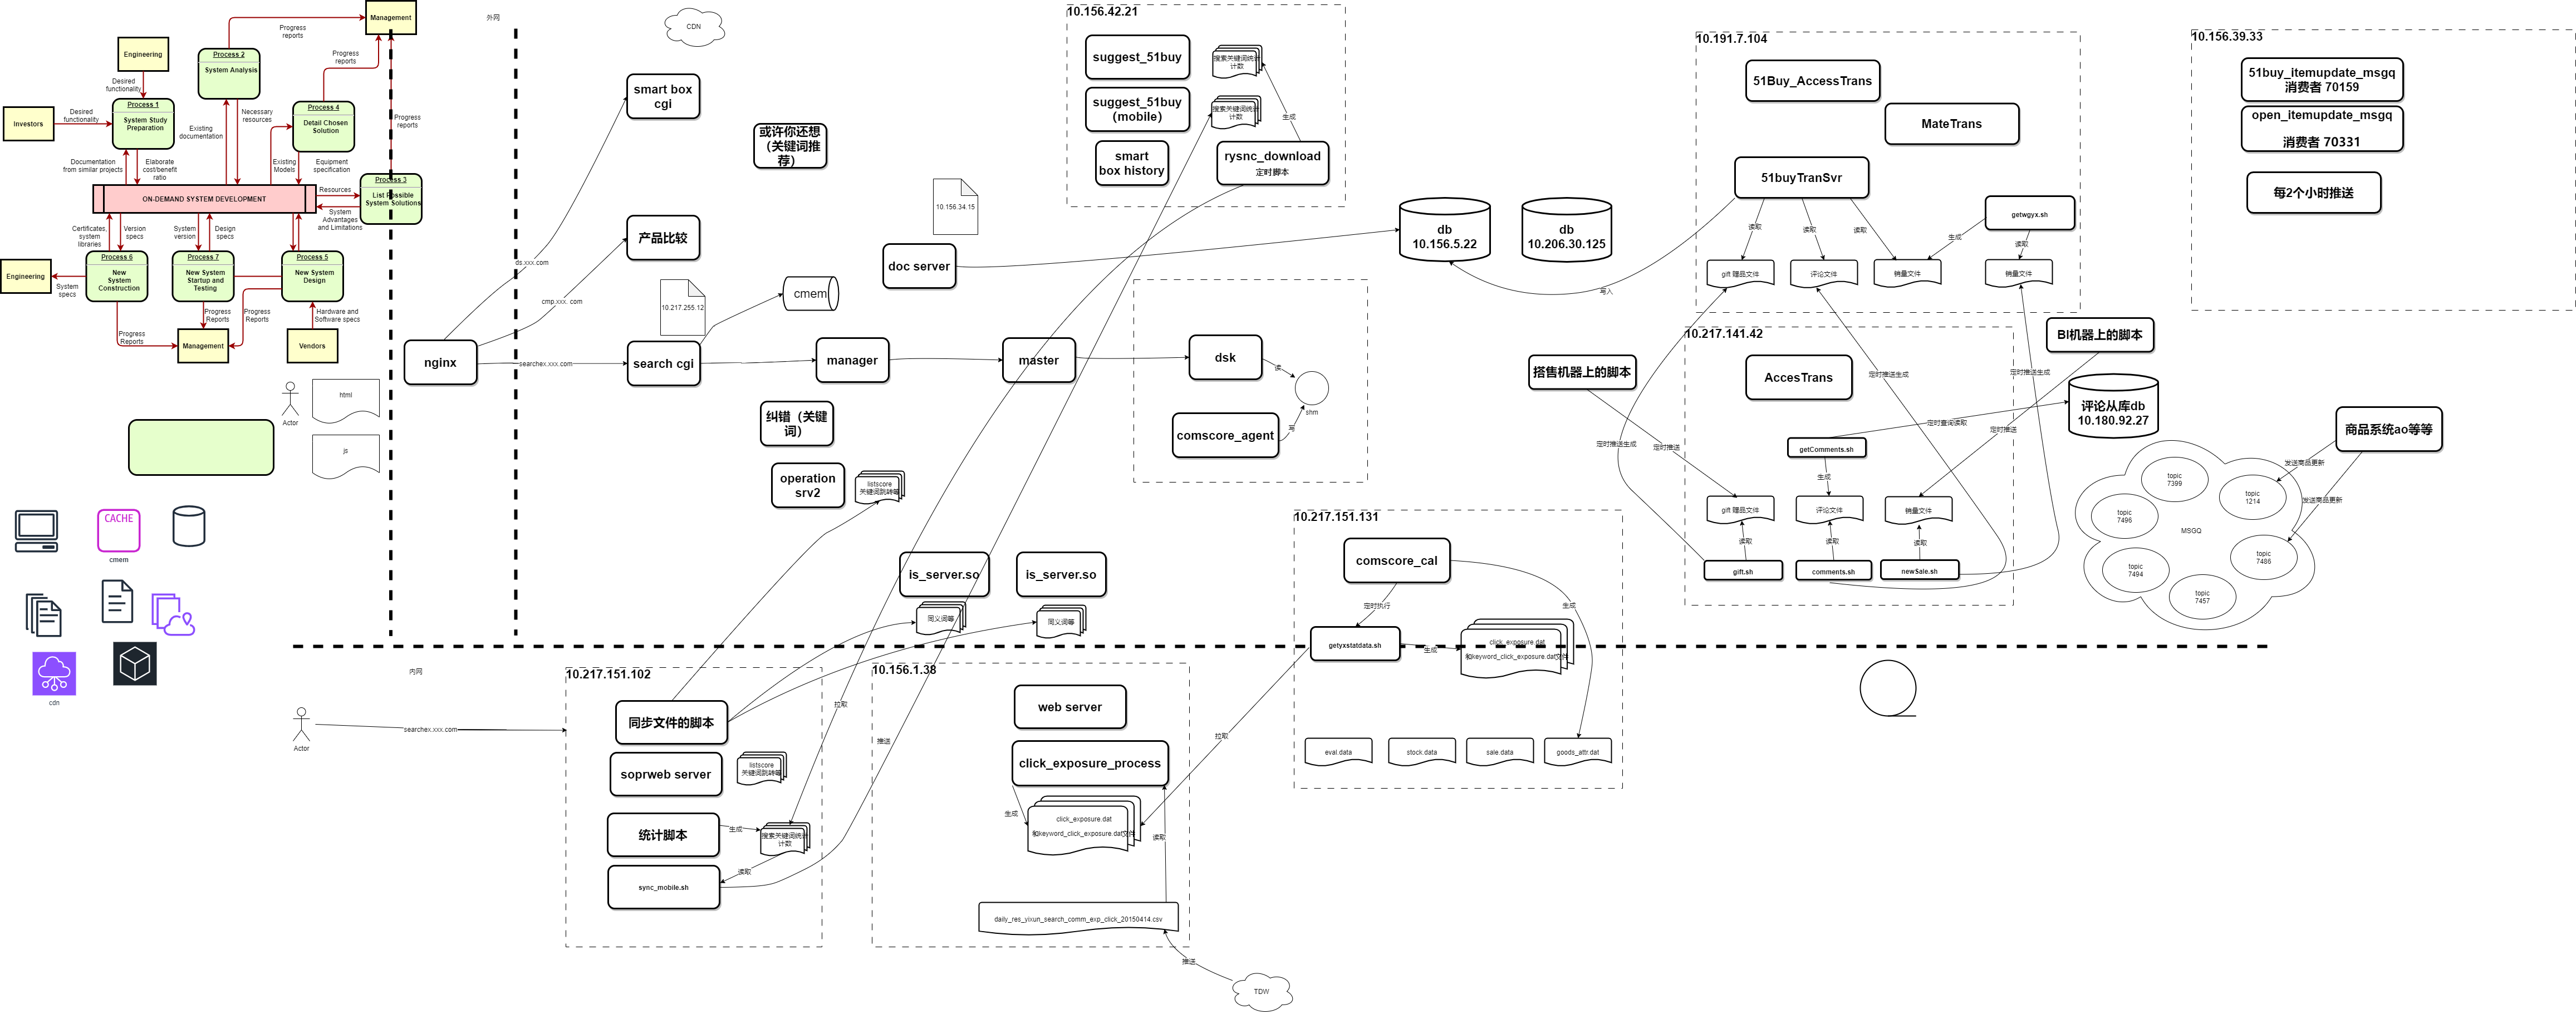 Management
外网
CDN
Progress
reports
Engineering
Process 2
System Analysis
Progress
reports
Desired
functionality
Process 1
System Study
Preparation
Investors
Desired
functionality
Existing
documentation
Necessary
resources
Process 4
Detail Chosen
Solution
Progress
reports
Documentation
from similar projects
Elaborate
cost/benefit
ratio
Existing
Models
Equipment
specification
Process 3
List Possible
System Solutions
ON-DEMAND SYSTEM DEVELOPMENT
Resources
System
Advantages
and Limitations
Certificates,
system
libraries
Version
specs
System
version
Design
specs
Process 6
New
System
Construction
Process 7
New System
Startup and
Testing
Process 5
New System
Design
Engineering
System
specs
Progress
Reports
Progress
Reports
Progress
Reports
Hardware and
Software specs
Management
Vendors
Actor
html
js
CACHE
cmem
cdn
smart box
cgi
或许你还想
（关键词推
荐）
产品比较
ds.xxx.com
cmp.xxx. com
nginx
searchex.xxx.com
search cgi
10.217.255.12
cmem
10.156.34.15
doc server
manager
master
纠错（关键
词）
operation
srv2
listscore
关键词跳转等
is_server.so
is_server.so
同义词等
同义词等
10.156.42.21
suggest_51buy
搜索关键词统计
计数
suggest_51buy
（mobile）
搜索关键词统计
计数
生成
smart
box history
rysnc_download
定时脚本
db
10.156.5.22
db
10.206.30.125
写入
dsk
读
shm
comscore_agent
写
10.191.7.104
51Buy_AccessTrans
MateTrans
51buyTranSvr
getwgyx.sh
读取
读取
读取
生成
读取
gift 赠品文件
评论文件
销量文件
销量文件
10.156.39.33
51buy_itemupdate_msgq
消费者 70159
open_itemupdate_msgq
消费者 70331
每2个小时推送
10.217.141.42
BI机器上的脚本
搭售机器上的脚本
AccesTrans
定时推送生成
定时推送生成
评论从库db
10.180.92.27
定时查询读取
定时推送
定时推送生成
定时推送
getComments.sh
生成
gift 赠品文件
评论文件
销量文件
读取
读取
读取
gift.sh
comments.sh
newSale.sh
商品系统ao等等
发送商品更新
发送商品更新
topic
7399
topic
1214
topic
7496
MSGQ
topic
7486
topic
7494
topic
7457
10.217.151.131
comscore_cal
定时执行
生成
getyxstatdata.sh
生成
click_exposure.dat
和keyword_click_exposure.dat文件
eval.data
stock.data
sale.data
goods_attr.dat
内网
Actor
searchex.xxx.com
10.217.151.102
同步文件的脚本
soprweb server
listscore
关键词跳转等
统计脚本
生成
搜索关键词统计
计数
读取
sync_mobile.sh
拉取
推送
10.156.1.38
web server
click_exposure_process
生成
click_exposure.dat
和keyword_click_exposure.dat文件
读取
拉取
daily_res_yixun_search_comm_exp_click_20150414.csv
推送
TDW